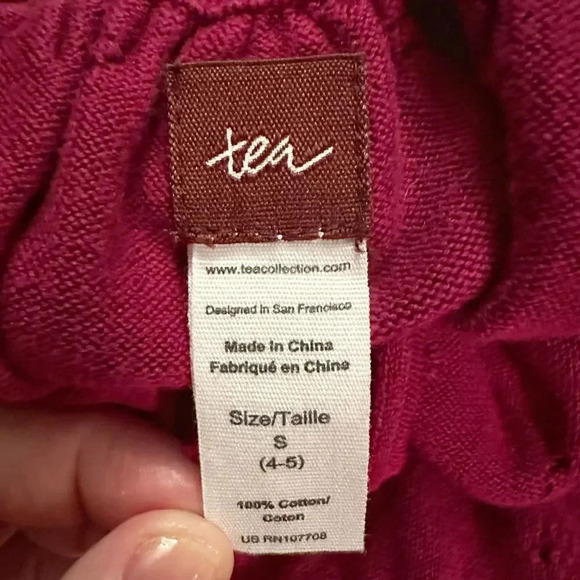 tea
www.teacollection.com
Designed in San Francisco
Made in China
Fabriqué en Chine
Size/Taille
S
(4-5)
100% Cotton/
Coton
US RN107708